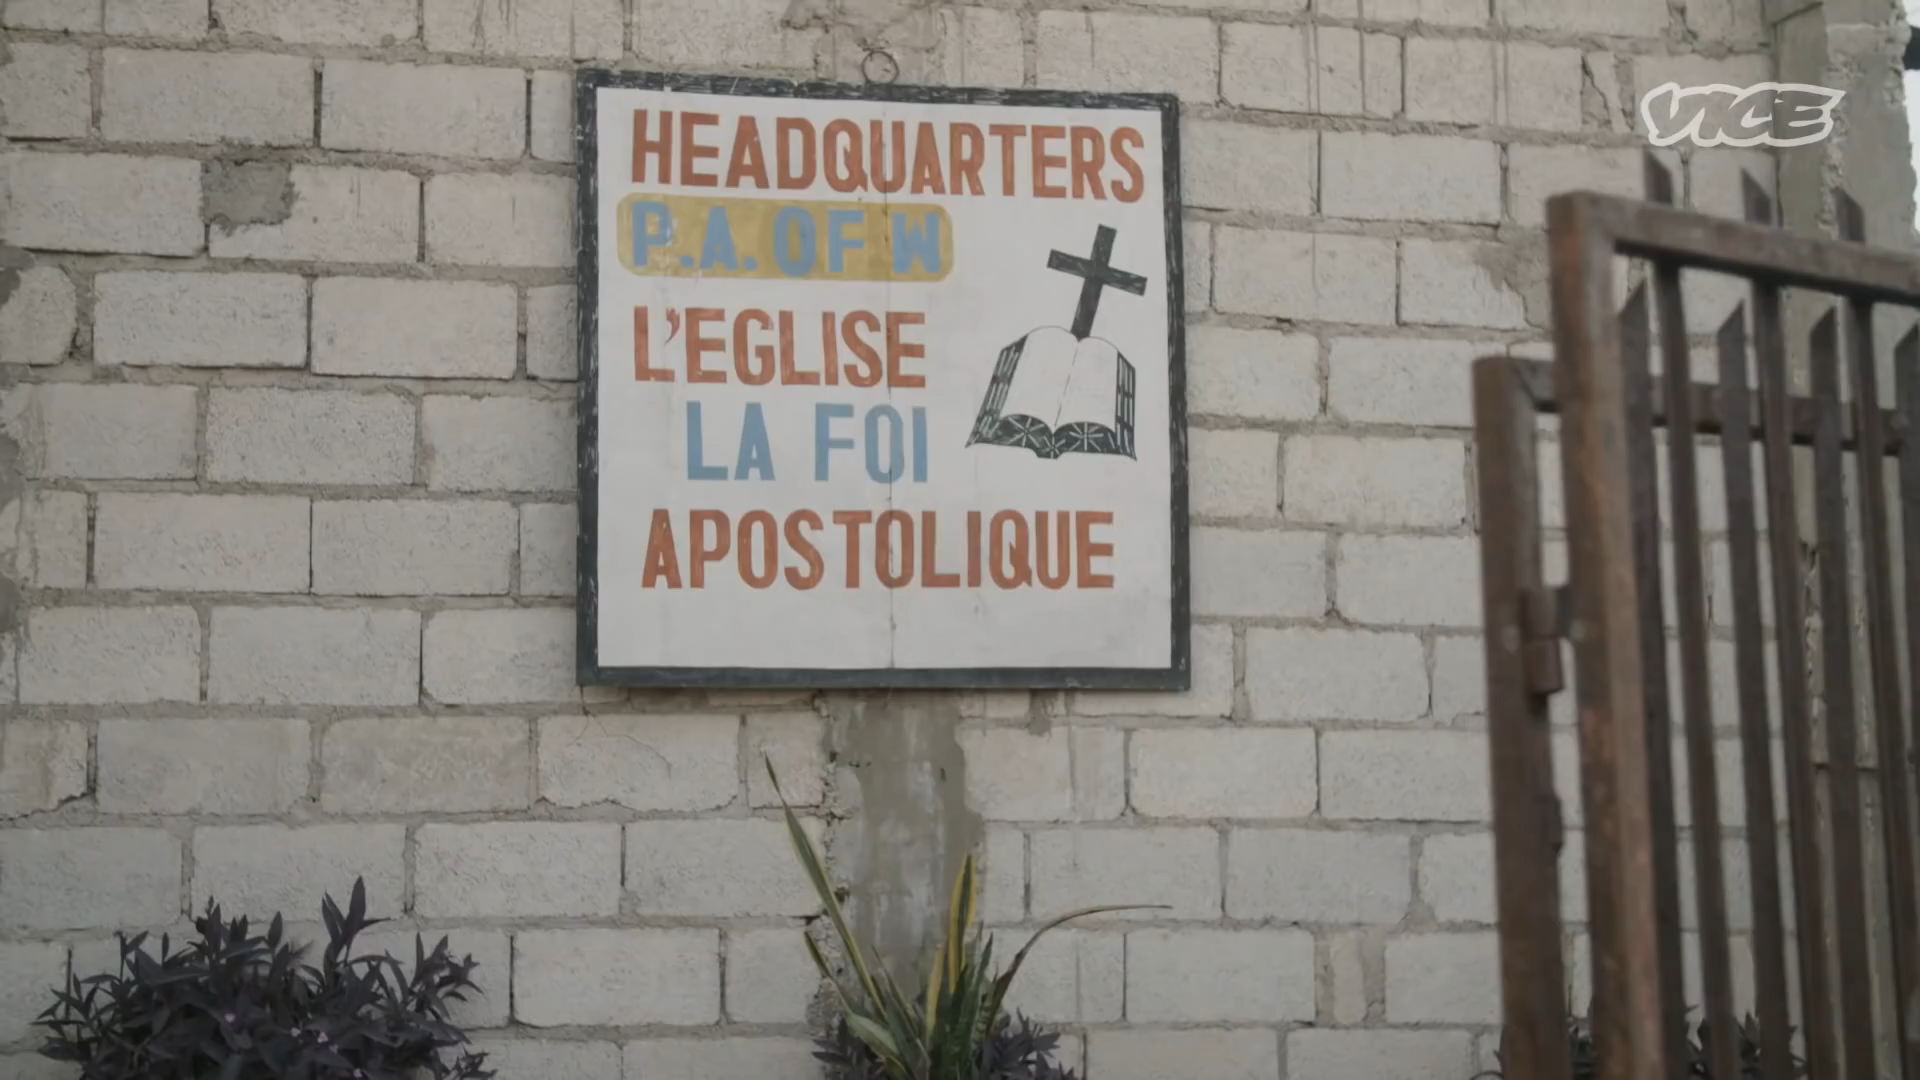 VICE
HEADQUARTERS
P.A. OF W
L'EGLISE
LA FOI
APOSTOLIQUE